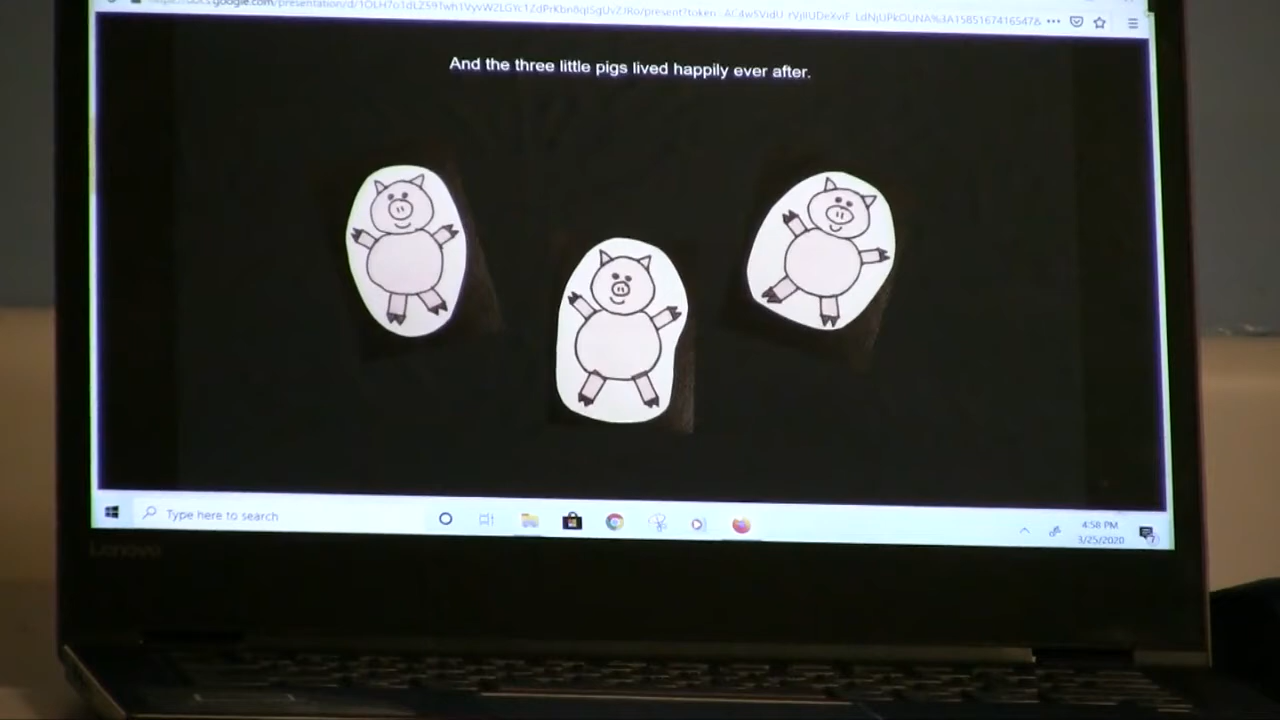 And the three little pigs lived happily ever after.
Type here to search
4:58 PM
3/25/2020
Lenovo